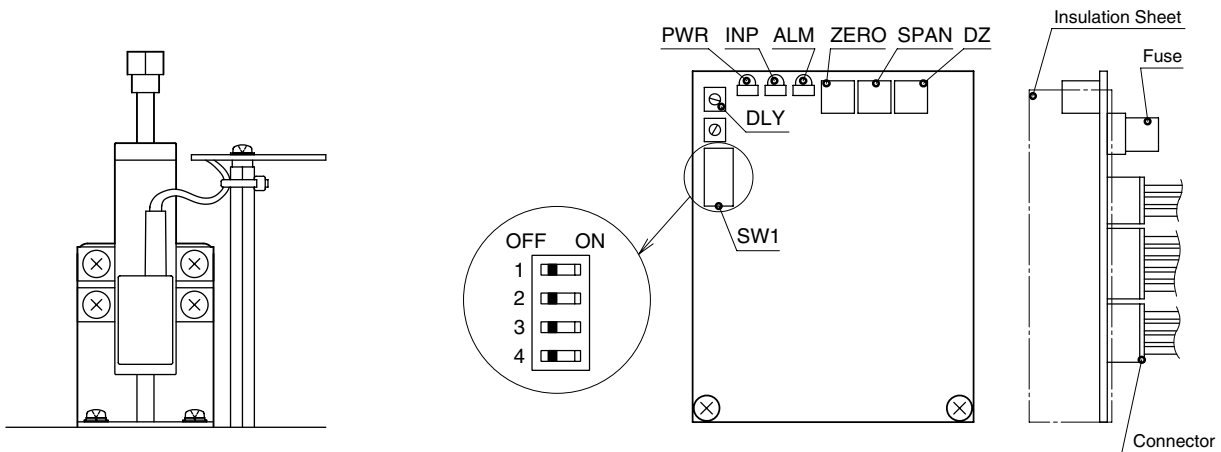 Insulation Sheet
PWR INP ALM ZERO SPAN DZ
Fuse
DLY
SW1
OFF ON
1
2
3
4
Connector